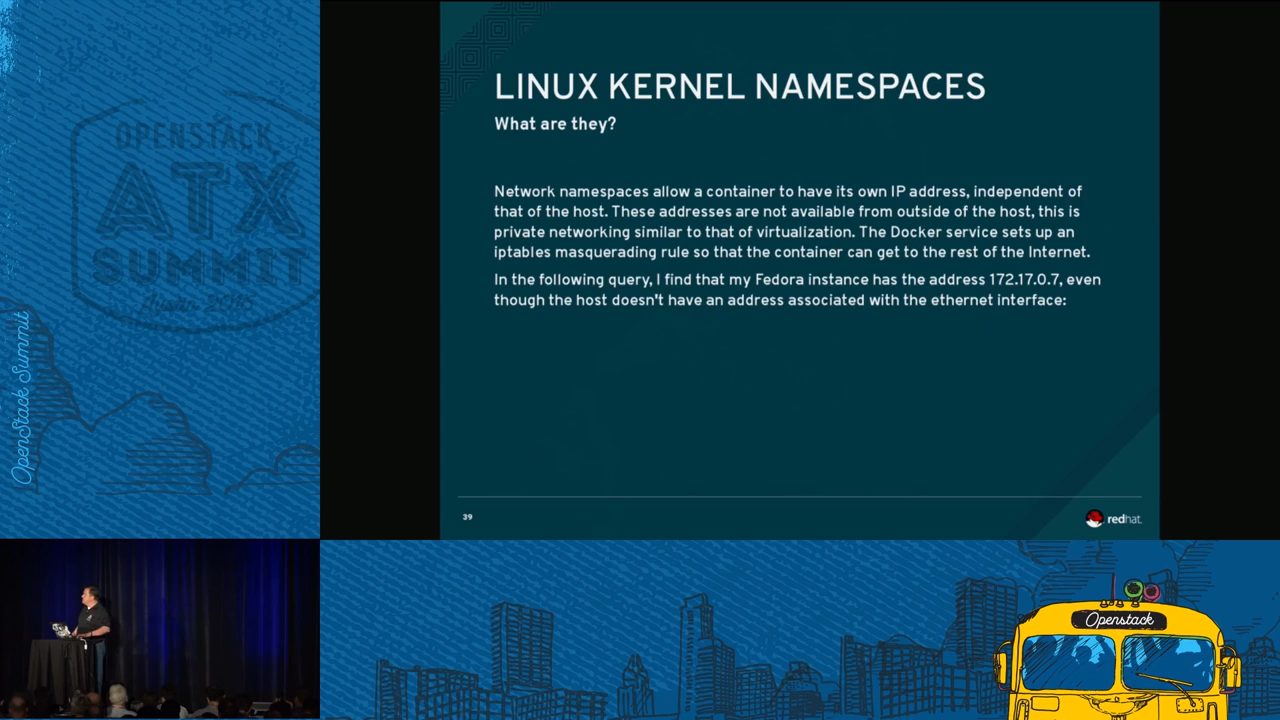 OPENSTACK
ATX
SUMMIT
OpenStack Summit
LINUX KERNEL NAMESPACES
What are they?
Network namespaces allow a container to have its own IP address, independent of
that of the host. These addresses are not available from outside of the host, this is
private networking similar to that of virtualization. The Docker service sets up an
iptables masquerading rule so that the container can get to the rest of the Internet.
In the following query, I find that my Fedora instance has the address 172.17.0.7, even
though the host doesn't have an address associated with the ethernet interface:
39
redhat.
Openstack